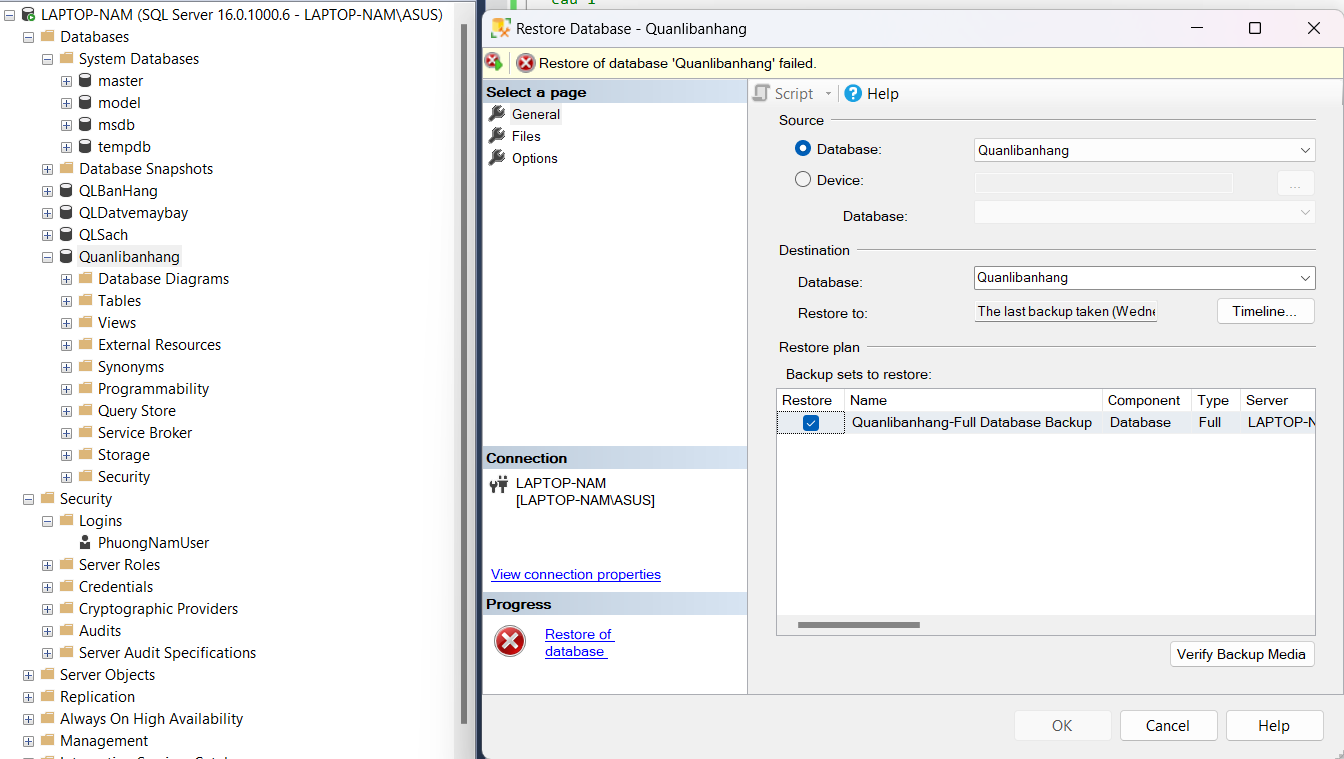 LAPTOP-NAM (SQL Server 16.0.1000.6 - LAPTOP-NAM\ASUS)
Databases
System Databases
master
model
msdb
tempdb
Database Snapshots
QLBanHang
QLDatvemaybay
QLSach
Quanlibanhang
Database Diagrams
Tables
Views
External Resources
Synonyms
Programmability
Query Store
Service Broker
Storage
Security
Security
Logins
PhuongNamUser
Server Roles
Credentials
Cryptographic Providers
Audits
Server Audit Specifications
Server Objects
Replication
Always On High Availability
Management
Restore Database - Quanlibanhang
Restore of database 'Quanlibanhang' failed.
Select a page
General
Files
Options
Connection
LAPTOP-NAM
[LAPTOP-NAM\ASUS]
View connection properties
Progress
Restore of
database
Script Help
Source
Database: Quanlibanhang
Device: ...
Database:
Destination
Database: Quanlibanhang
Restore to: The last backup taken (Wedne Timeline...
Restore plan
Backup sets to restore:
Restore Name Component Type Server
Quanlibanhang-Full Database Backup Database Full LAPTOP-N
Verify Backup Media
OK Cancel Help